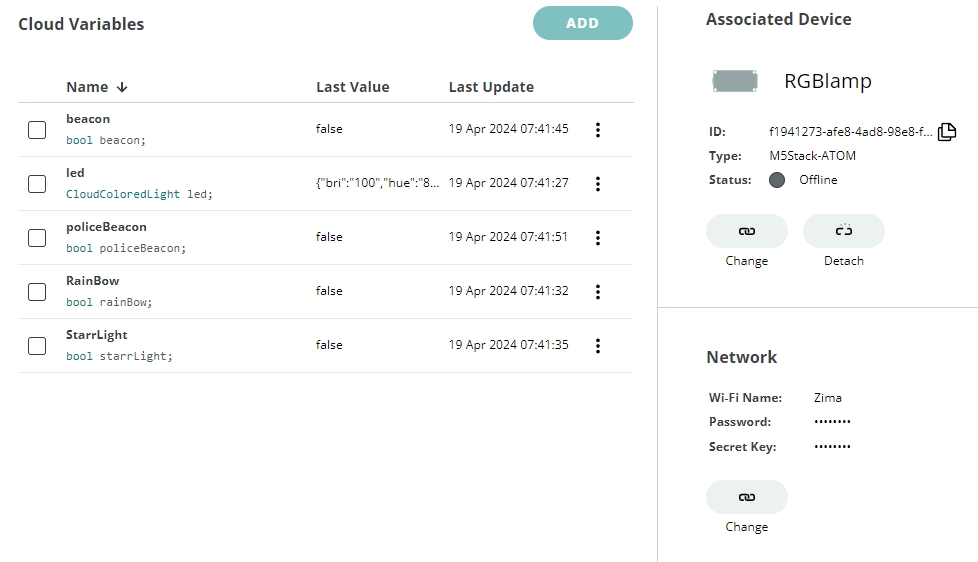 Cloud Variables
ADD
Name ↓ Last Value Last Update
beacon
bool beacon;
false
19 Apr 2024 07:41:45
led
CloudColoredLight led;
{"bri":"100","hue":"8...
19 Apr 2024 07:41:27
policeBeacon
bool policeBeacon;
false
19 Apr 2024 07:41:51
RainBow
bool rainBow;
false
19 Apr 2024 07:41:32
StarrLight
bool starrLight;
false
19 Apr 2024 07:41:35
Associated Device
RGBlamp
ID: f1941273-afe8-4ad8-98e8-f...
Type: M5Stack-ATOM
Status: Offline
Change Detach
Network
Wi-Fi Name: Zima
Password: ••••••••
Secret Key: ••••••••
Change